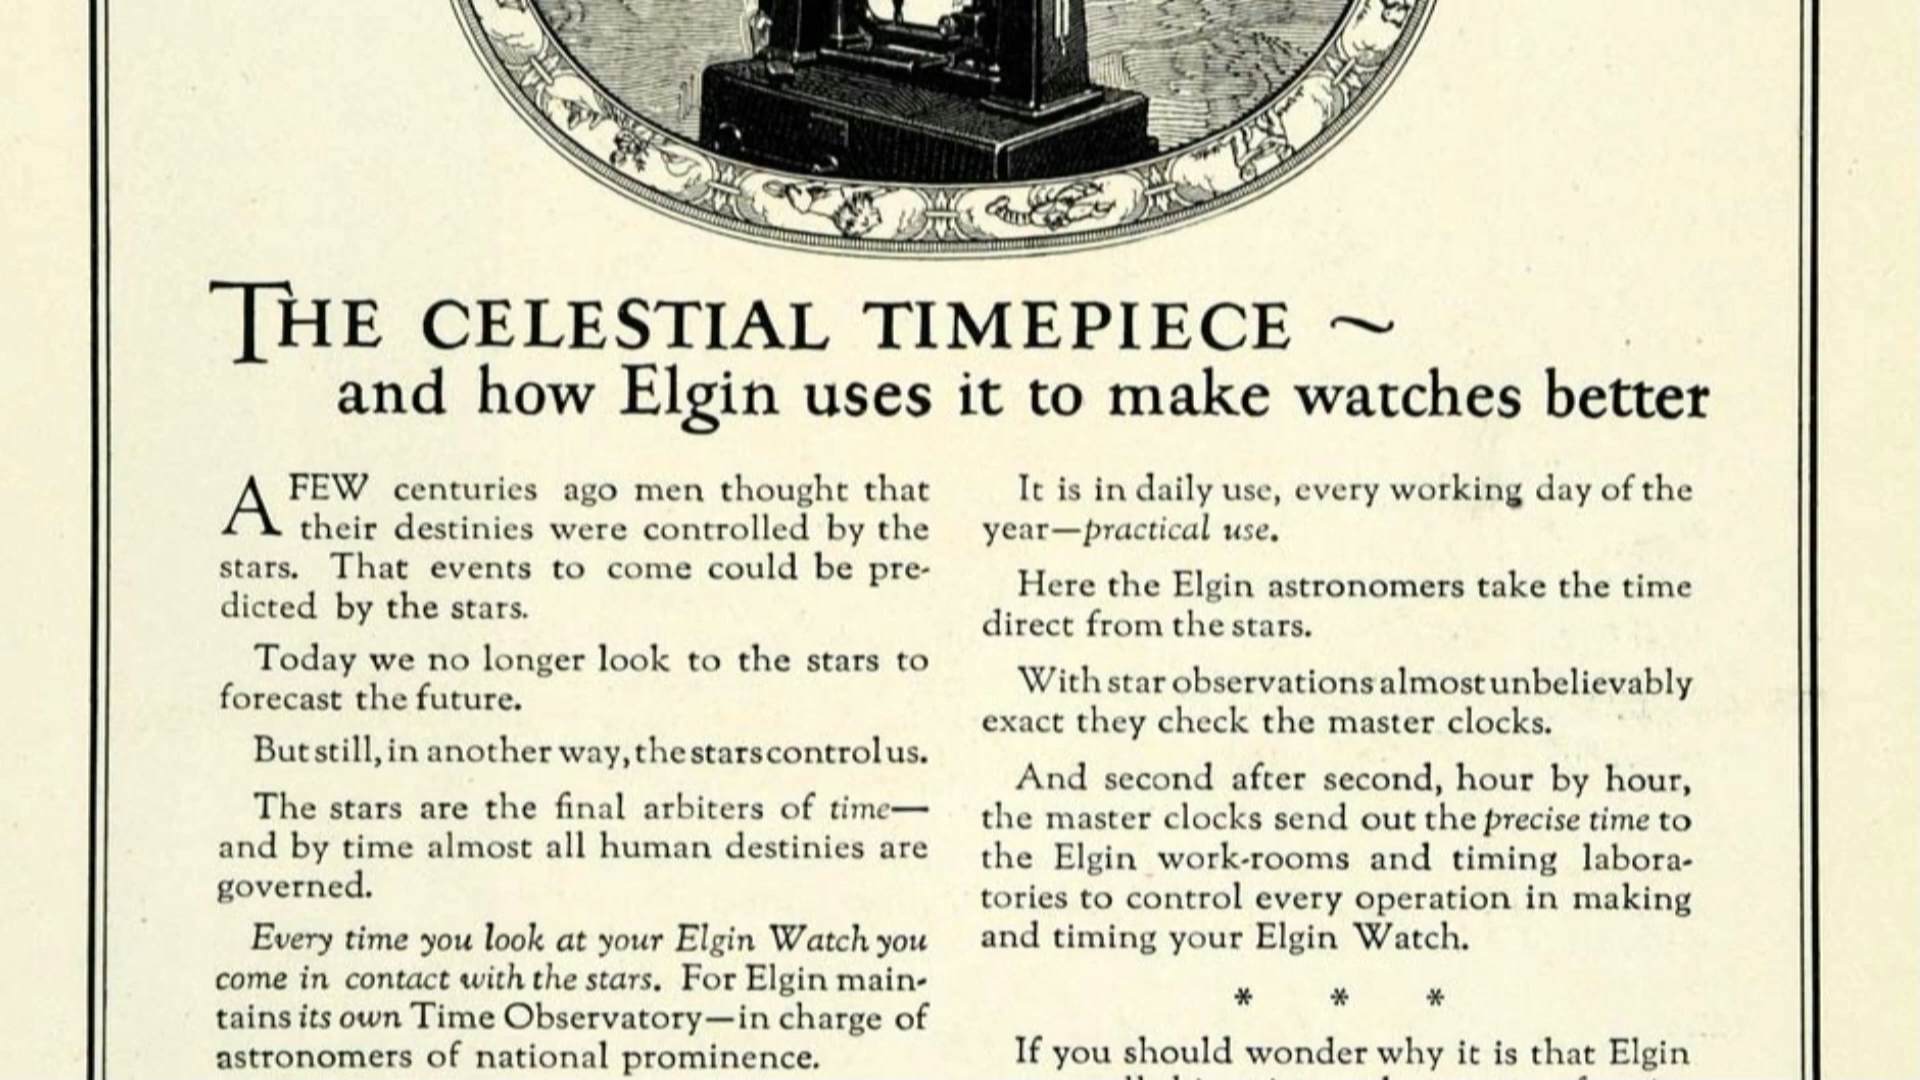 THE CELESTIAL TIMEPIECE ~
and how Elgin uses it to make watches better
A FEW centuries ago men thought that
their destinies were controlled by the
stars. That events to come could be pre-
dicted by the stars.
Today we no longer look to the stars to
forecast the future.
But still, in another way, the stars control us.
The stars are the final arbiters of time—
and by time almost all human destinies are
governed.
Every time you look at your Elgin Watch you
come in contact with the stars. For Elgin main-
tains its own Time Observatory—in charge of
astronomers of national prominence.
It is in daily use, every working day of the
year—practical use.
Here the Elgin astronomers take the time
direct from the stars.
With star observations almost unbelievably
exact they check the master clocks.
And second after second, hour by hour,
the master clocks send out the precise time to
the Elgin work-rooms and timing labora-
tories to control every operation in making
and timing your Elgin Watch.
* * *
If you should wonder why it is that Elgin